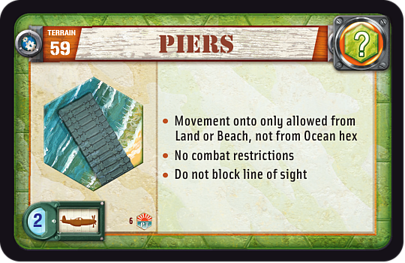 TERRAIN
59
PIERS
?
• Movement onto only allowed from
Land or Beach, not from Ocean hex
• No combat restrictions
• Do not block line of sight
2
6